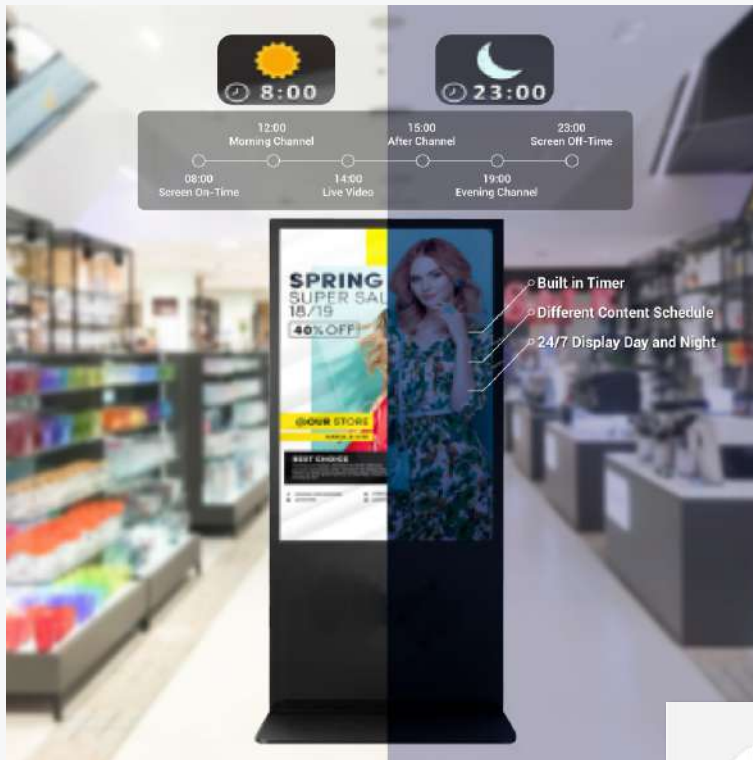 8:00
23:00
12:00
Morning Channel
15:00
After Channel
23:00
Screen Off-Time
08:00
Screen On-Time
14:00
Live Video
19:00
Evening Channel
SPRING
SUPER SAL
18/19
40% OFF
@OUR STORE
BEST CHOICE
Built in Timer
Different Content Schedule
24/7 Display Day and Night